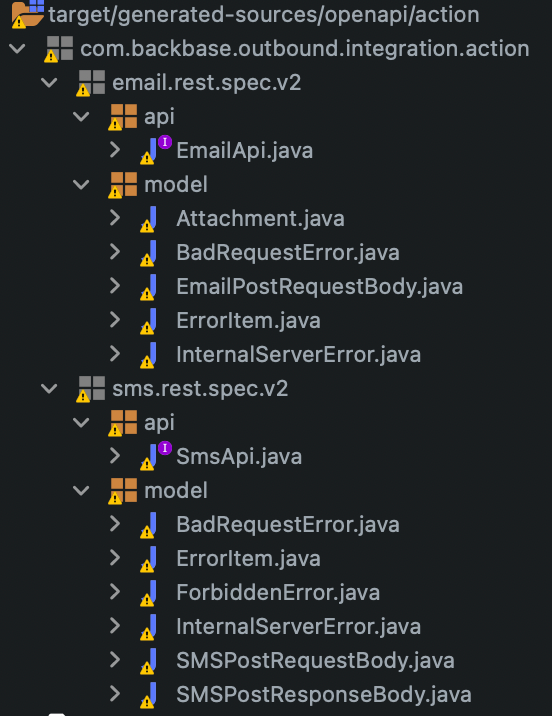 target/generated-sources/openapi/action
com.backbase.outbound.integration.action
email.rest.spec.v2
api
EmailApi.java
model
Attachment.java
BadRequestError.java
EmailPostRequestBody.java
ErrorItem.java
InternalServerError.java
sms.rest.spec.v2
api
SmsApi.java
model
BadRequestError.java
ErrorItem.java
ForbiddenError.java
InternalServerError.java
SMSPostRequestBody.java
SMSPostResponseBody.java